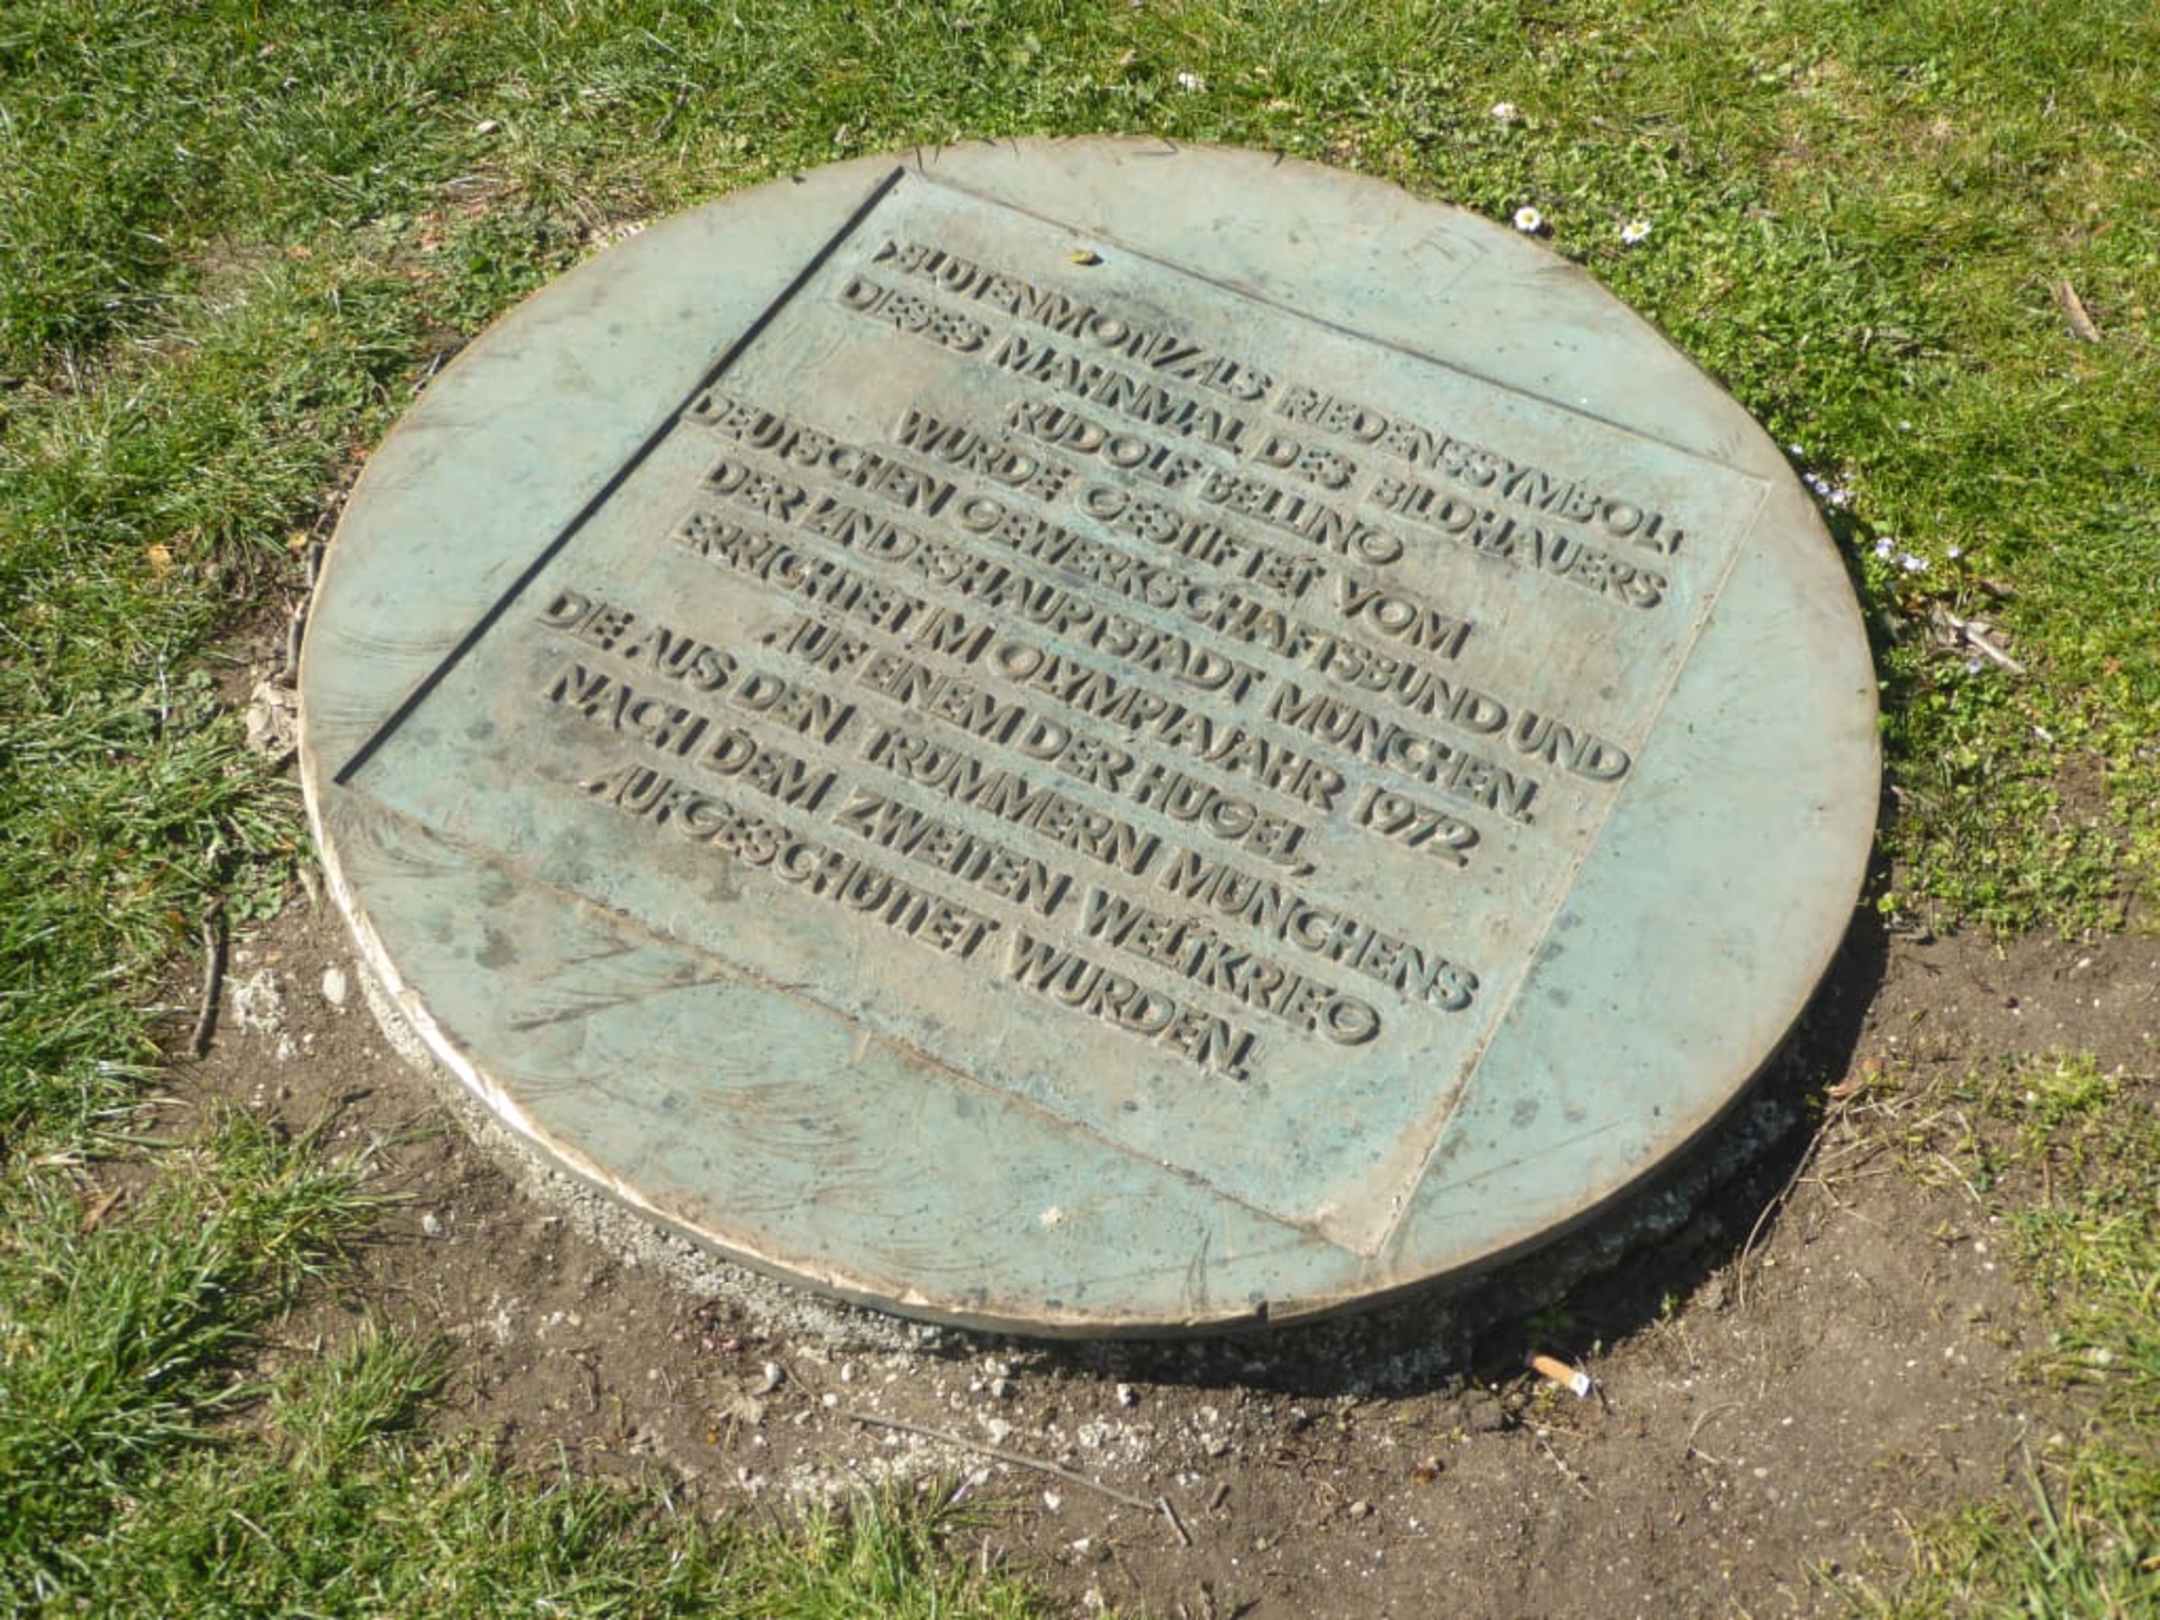 „BLÜTENMOTIV ALS FRIEDENSSYMBOL“
DIESES MAHNMAL DES BILDHAUERS
RUDOLF BELLING
WURDE GESTIFTET VOM
DEUTSCHEN GEWERKSCHAFTSBUND UND
DER LANDESHAUPTSTADT MÜNCHEN.
ERRICHTET IM OLYMPIAJAHR 1972
AUF EINEM DER HÜGEL,
DIE AUS DEN TRÜMMERN MÜNCHENS
NACH DEM ZWEITEN WELTKRIEG
AUFGESCHÜTTET WURDEN.